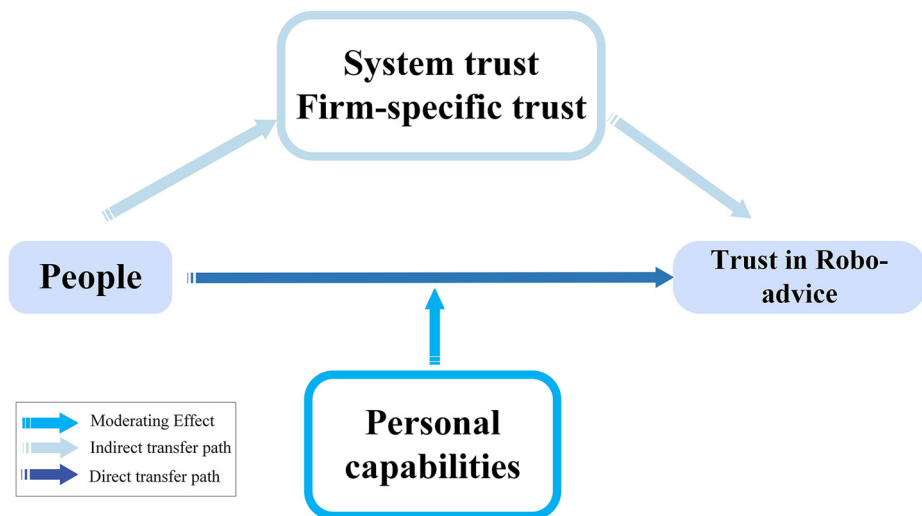 System trust
Firm-specific trust
People
Trust in Robo-
advice
Personal
capabilities
Moderating Effect
Indirect transfer path
Direct transfer path